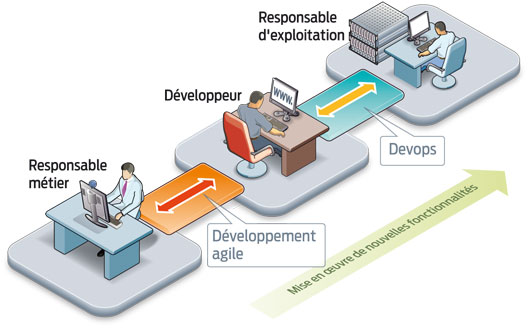 Responsable
d'exploitation
Développeur
WWW.
Devops
Responsable
métier
Développement
agile
Mise en œuvre de nouvelles fonctionnalités